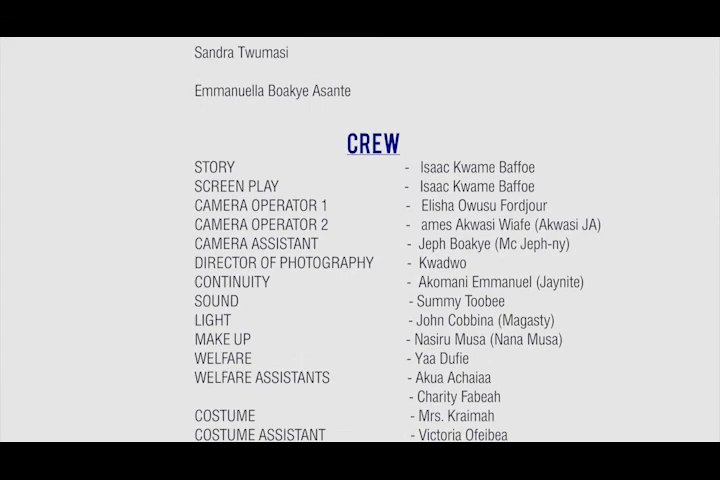 Sandra Twumasi
Emmanuella Boakye Asante
CREW
STORY - Isaac Kwame Baffoe
SCREEN PLAY - Isaac Kwame Baffoe
CAMERA OPERATOR 1 - Elisha Owusu Fordjour
CAMERA OPERATOR 2 - ames Akwasi Wiafe (Akwasi JA)
CAMERA ASSISTANT - Jeph Boakye (Mc Jeph-ny)
DIRECTOR OF PHOTOGRAPHY - Kwadwo
CONTINUITY - Akomani Emmanuel (Jaynite)
SOUND - Summy Toobee
LIGHT - John Cobbina (Magasty)
MAKE UP - Nasiru Musa (Nana Musa)
WELFARE - Yaa Dufie
WELFARE ASSISTANTS - Akua Achaiaa
- Charity Fabeah
COSTUME - Mrs. Kraimah
COSTUME ASSISTANT - Victoria Ofeibea